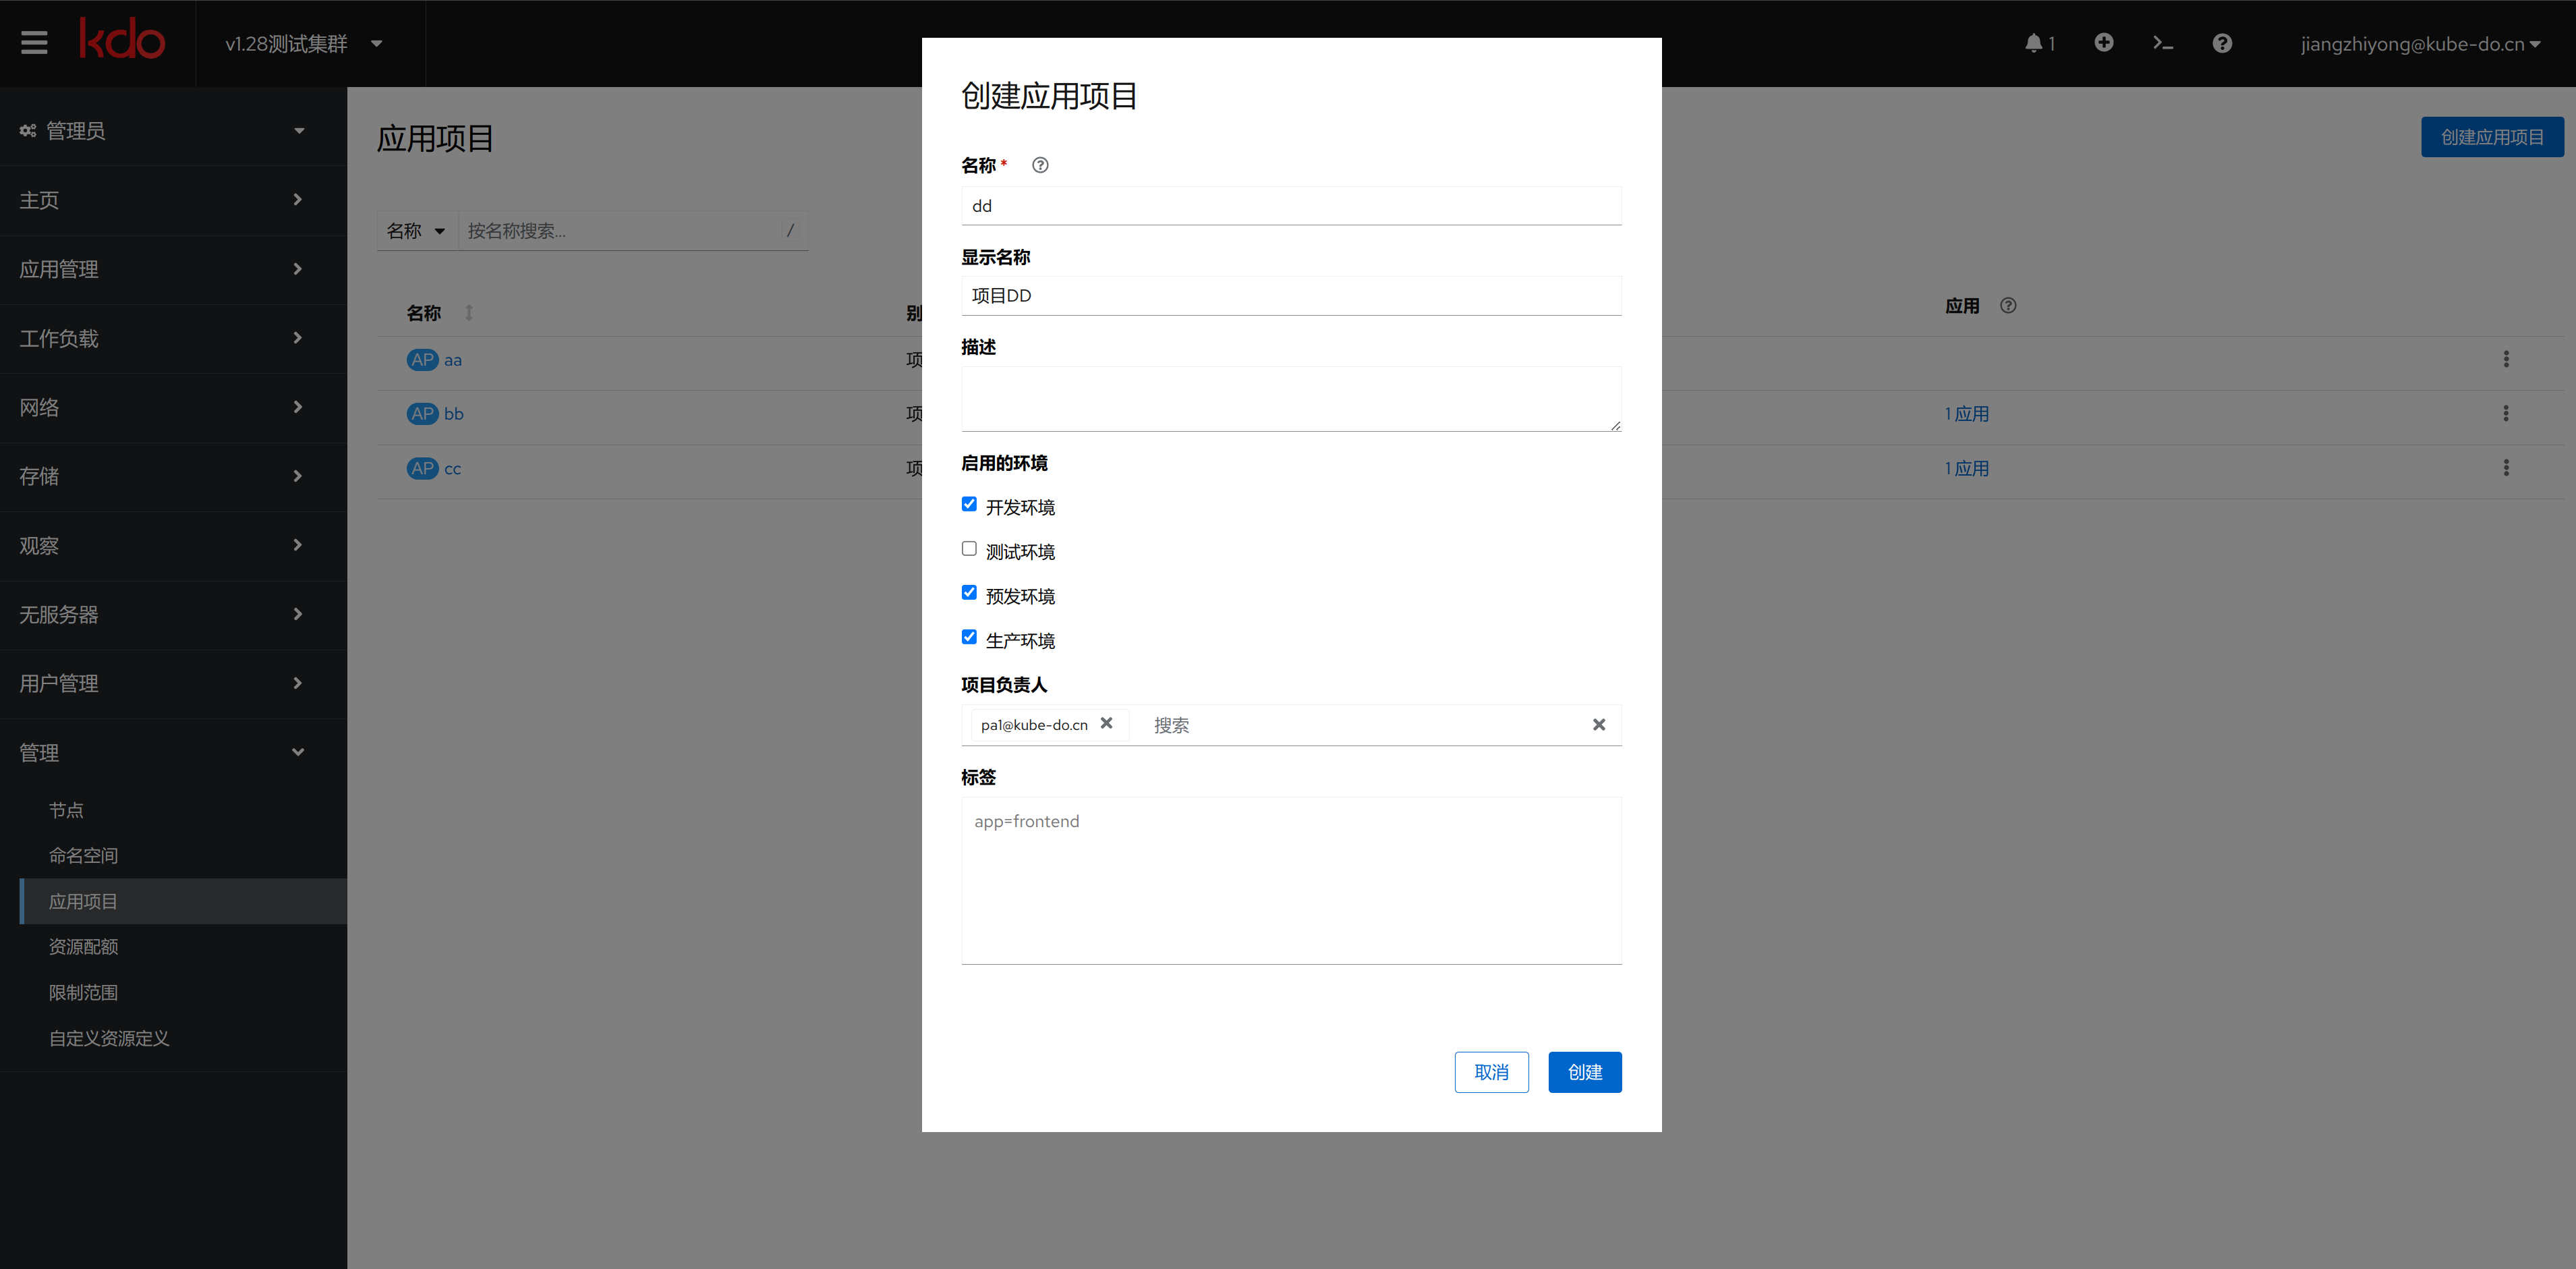 kdo
v1.28测试集群
1
jiangzhiyong@kube-do.cn
管理员
主页
应用管理
工作负载
网络
存储
观察
无服务器
用户管理
管理
节点
命名空间
应用项目
资源配额
限制范围
自定义资源定义
应用项目
创建应用项目
名称
按名称搜索...
/
名称
别
应用
AP aa
项
AP bb
项
1 应用
AP cc
项
1 应用
创建应用项目
名称 *
dd
显示名称
项目DD
描述
启用的环境
开发环境
测试环境
预发环境
生产环境
项目负责人
pa1@kube-do.cn
搜索
标签
app=frontend
取消
创建